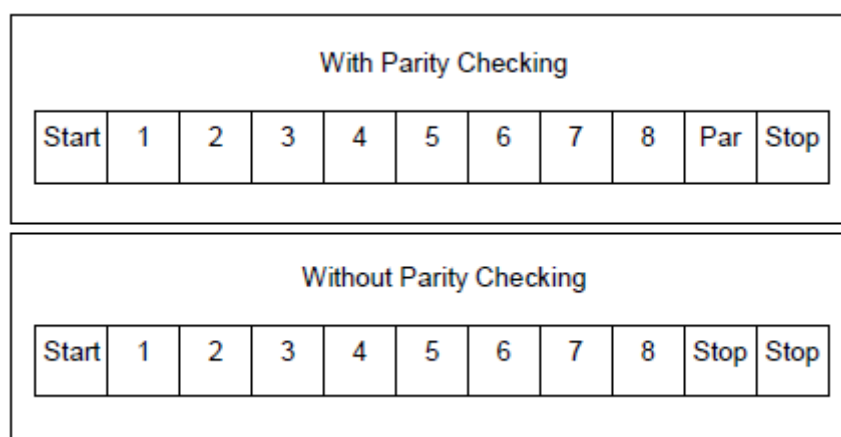 With Parity Checking
Start 1 2 3 4 5 6 7 8 Par Stop
Without Parity Checking
Start 1 2 3 4 5 6 7 8 Stop Stop